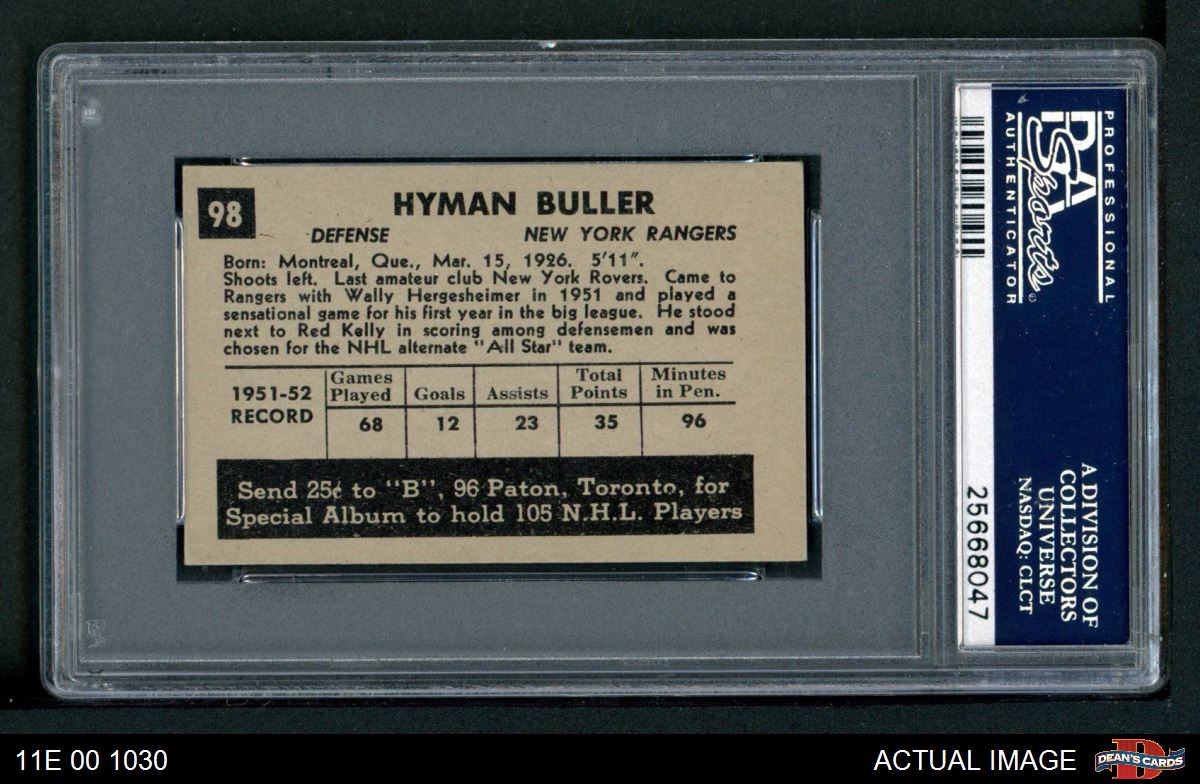 98
HYMAN BULLER
DEFENSE NEW YORK RANGERS
Born: Montreal, Que., Mar. 15, 1926. 5'11".
Shoots left. Last amateur club New York Rovers. Came to
Rangers with Wally Hergesheimer in 1951 and played a
sensational game for his first year in the big league. He stood
next to Red Kelly in scoring among defensemen and was
chosen for the NHL alternate "All Star" team.
1951-52 RECORD
Games Played Goals Assists Total Points Minutes in Pen.
68 12 23 35 96
Send 25¢ to "B", 96 Paton, Toronto, for
Special Album to hold 105 N.H.L. Players
PROFESSIONAL
PSA
Sports
AUTHENTICATOR
A DIVISION OF
COLLECTORS
UNIVERSE
NASDAQ: CLCT
25668047
11E 00 1030
ACTUAL IMAGE
D
DEAN'S CARDS